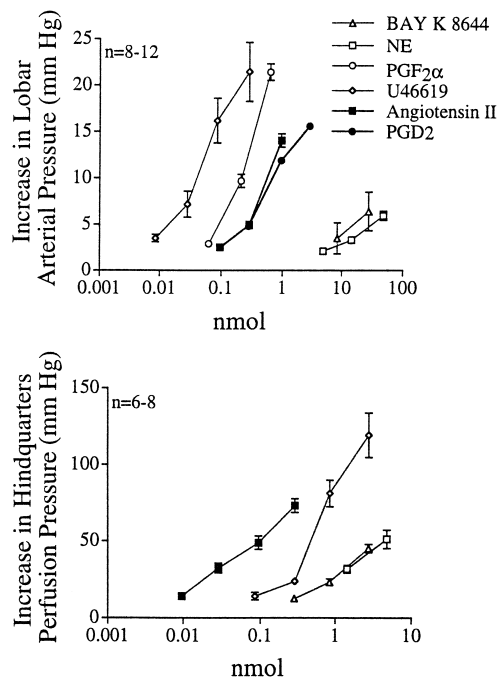 BAY K 8644
NE
PGF2α
U46619
Angiotensin II
PGD2
n=8-12
Increase in Lobar
Arterial Pressure (mm Hg)
25
20
15
10
5
0
0.001 0.01 0.1 1 10 100
nmol
n=6-8
Increase in Hindquarters
Perfusion Pressure (mm Hg)
150
100
50
0
0.001 0.01 0.1 1 10
nmol